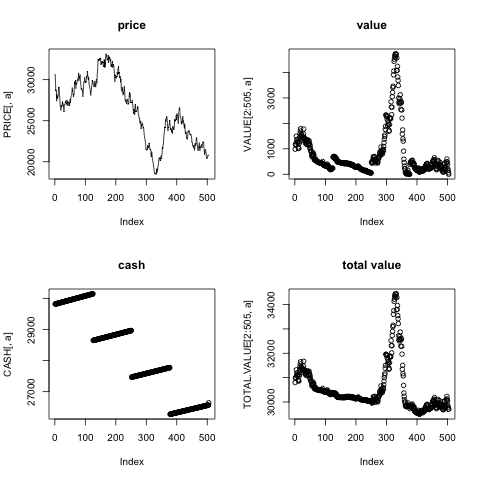 price
PRICE[, a]
20000 25000 30000
0 100 200 300 400 500
Index
value
VALUE[2:505, a]
0 1000 3000
0 100 200 300 400 500
Index
cash
CASH[, a]
27000 29000
0 100 200 300 400 500
Index
total value
TOTAL.VALUE[2:505, a]
30000 32000 34000
0 100 200 300 400 500
Index